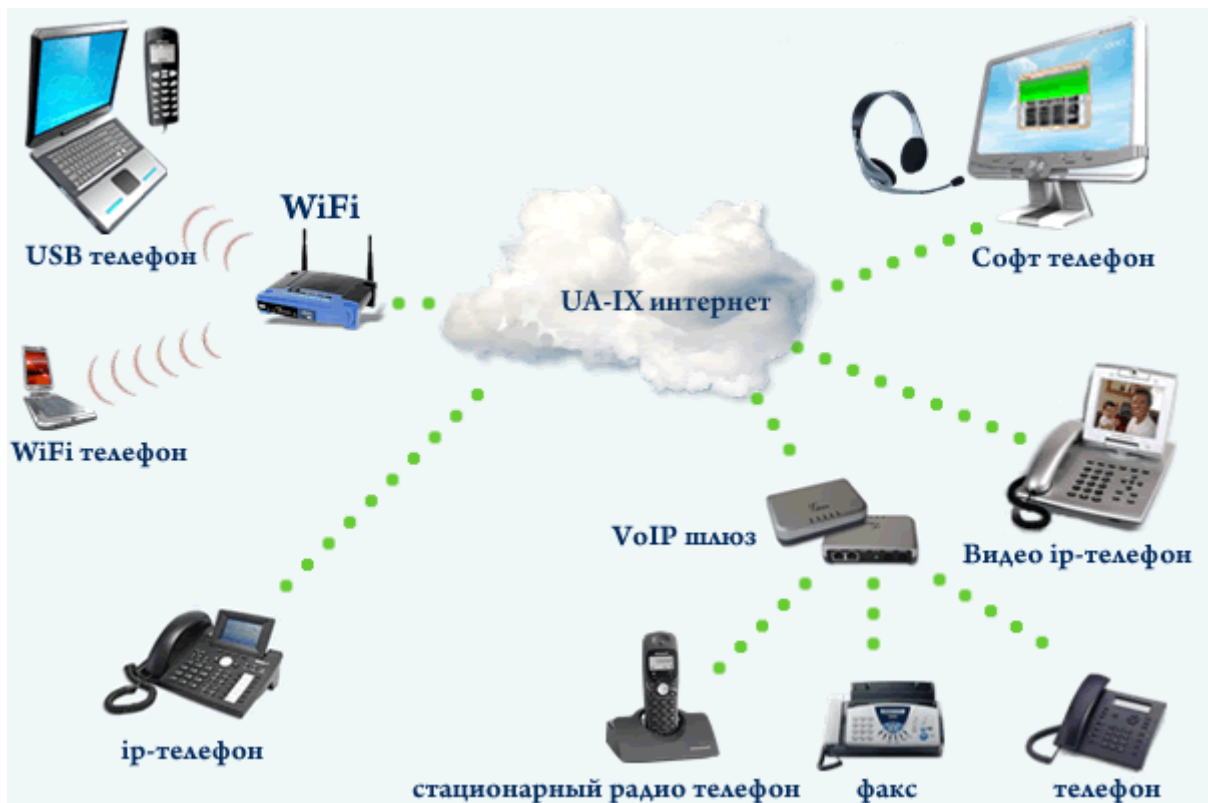 WiFi
USB телефон
Софт телефон
UA-IX интернет
WiFi телефон
VoIP шлюз
Видео ip-телефон
ip-телефон
стационарный радио телефон
факс
телефон